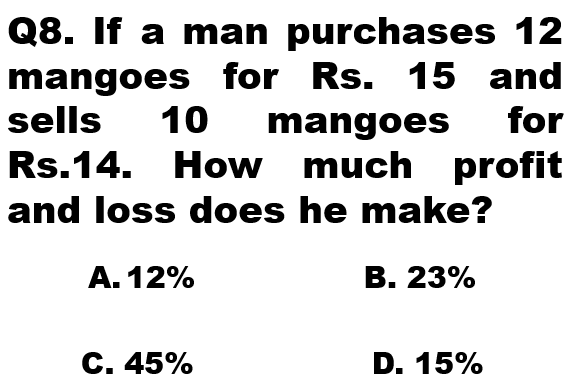 Q8. If a man purchases 12
mangoes for Rs. 15 and
sells 10 mangoes for
Rs.14. How much profit
and loss does he make?
A. 12% B. 23%
C. 45% D. 15%